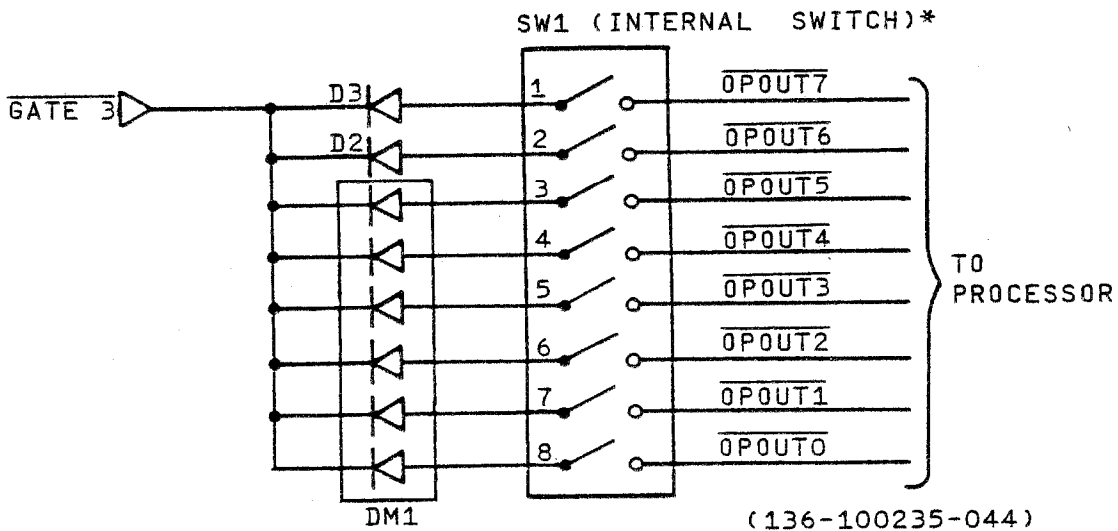 SW1 (INTERNAL SWITCH)*
GATE 3
D3
1
OPOUT7
D2
2
OPOUT6
3
OPOUT5
4
OPOUT4
5
OPOUT3
6
OPOUT2
7
OPOUT1
8
OPOUT0
TO
PROCESSOR
DM1
(136-100235-044)